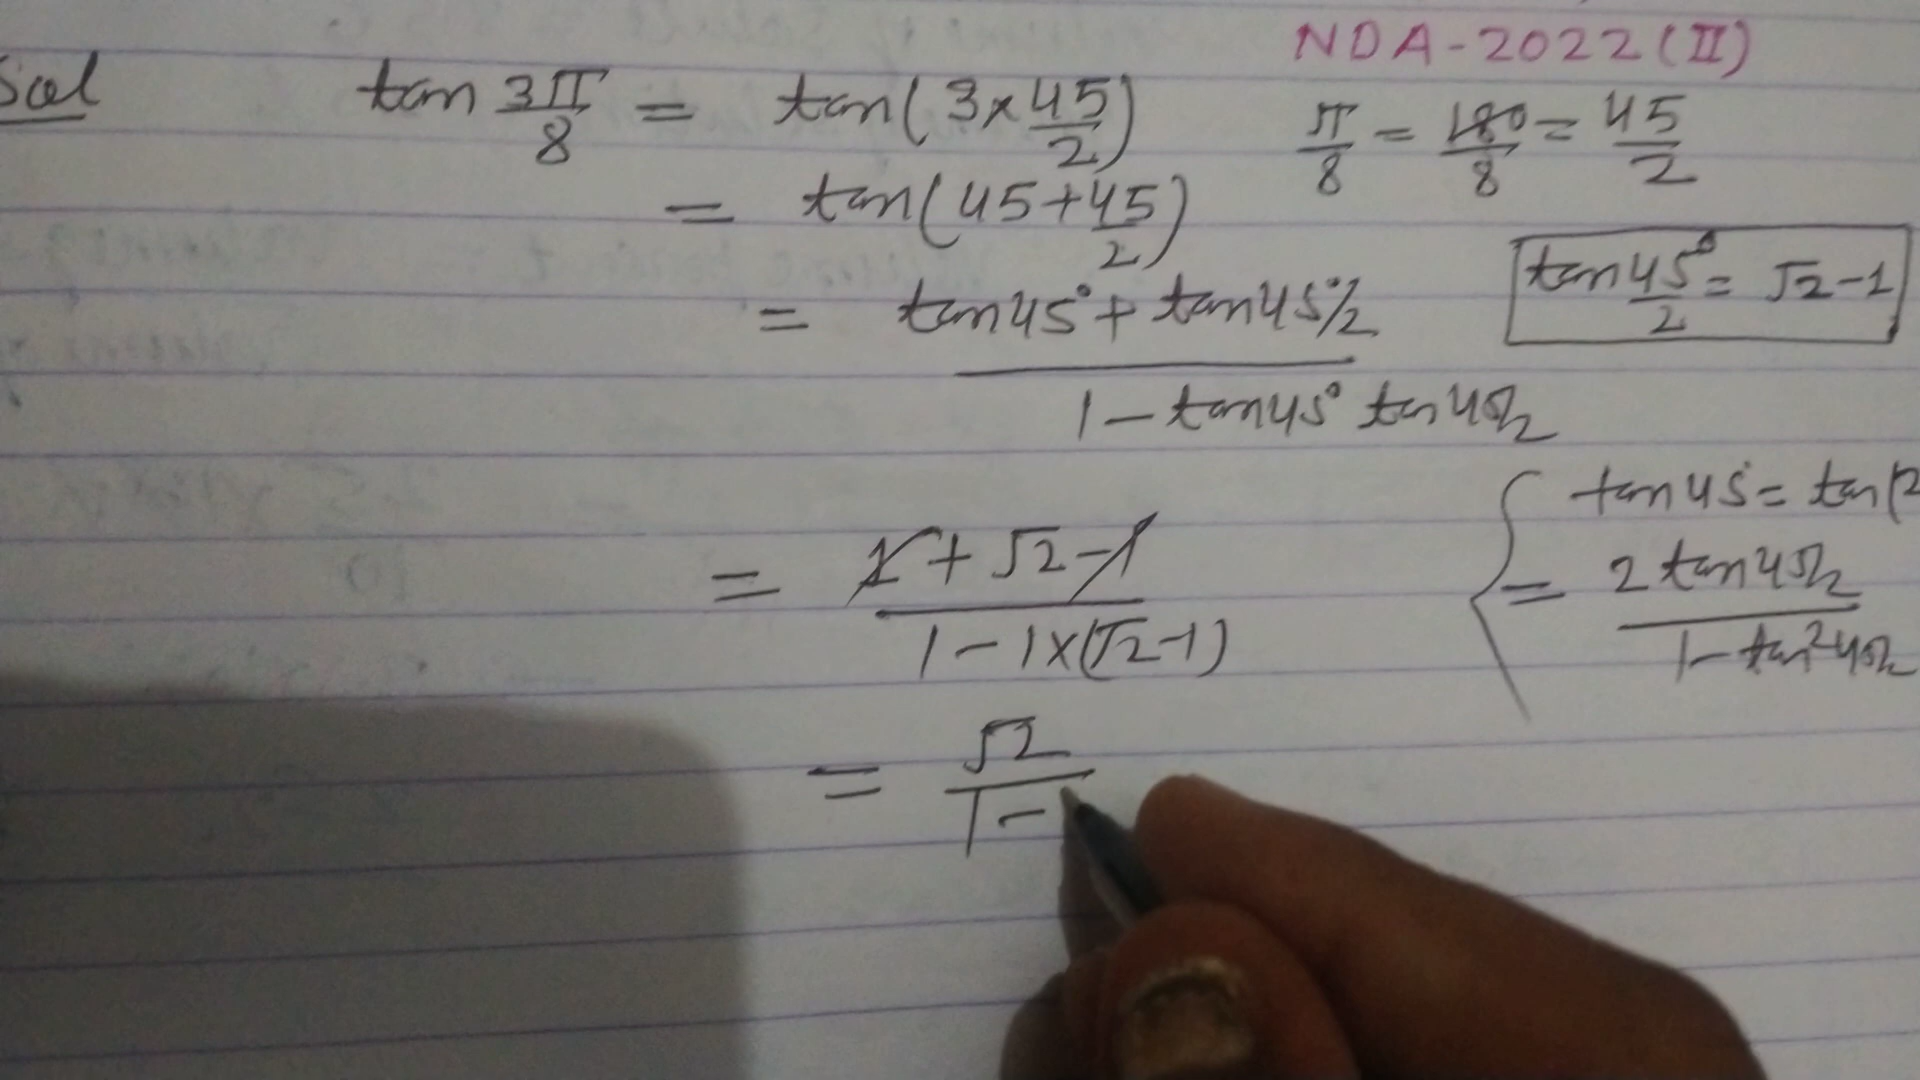 NDA-2022(II)
Sol tan 3π/8 = tan(3×45/2) π/8 = 180/8 = 45/2
= tan(45+45/2)
tan 45°/2 = √2-1
= tan45°+tan45°/2
1-tan45° tan45/2
tan45° = tan(2
= 1+√2-1 = 2tan45/2
1-1×(√2-1) 1-tan²45/2
= √2
1-